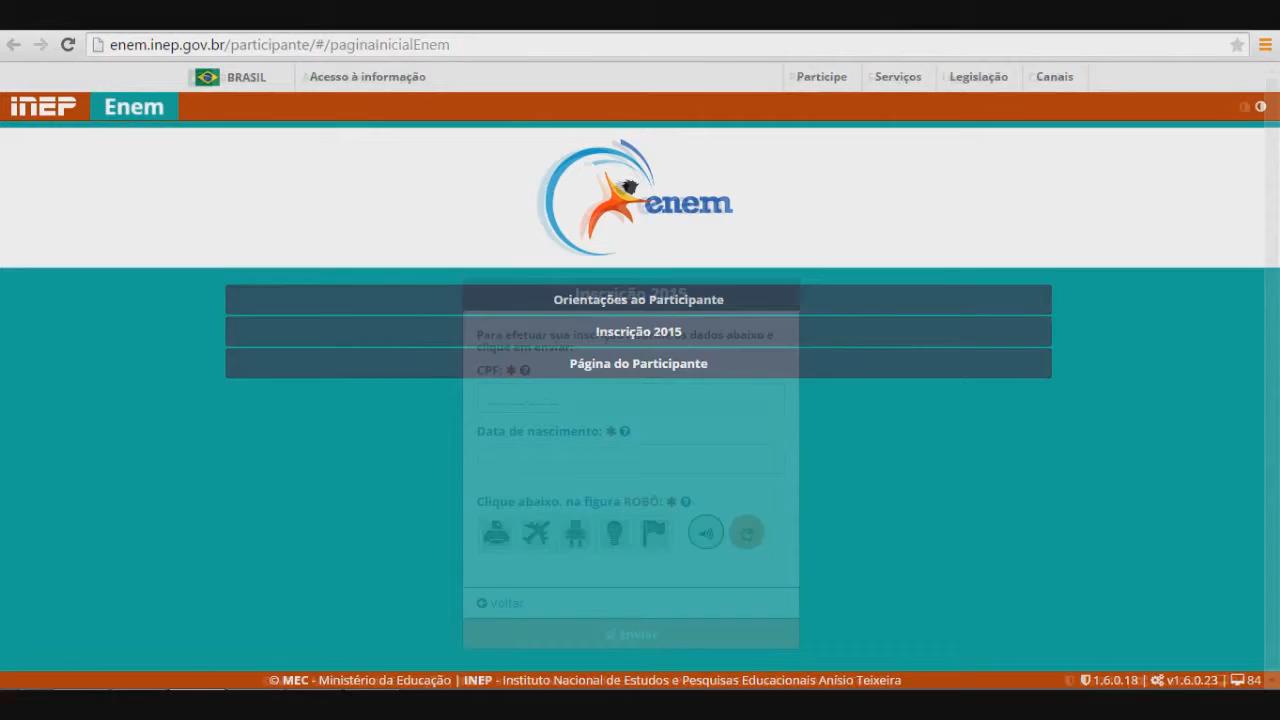 enem.inep.gov.br/participante/#/paginaInicialEnem
BRASIL Acesso à informação Participe Serviços Legislação Canais
INEP Enem
enem
Inscrição 2015
Orientações ao Participante
Inscrição 2015
Para efetuar sua os dados abaixo e
clique em enviar:
Página do Participante
CPF: ✱
Data de nascimento: ✱
Clique abaixo, na figura ROBÔ: ✱
voltar
Enviar
© MEC - Ministério da Educação | INEP - Instituto Nacional de Estudos e Pesquisas Educacionais Anísio Teixeira 1.6.0.18 | v1.6.0.23 | 84